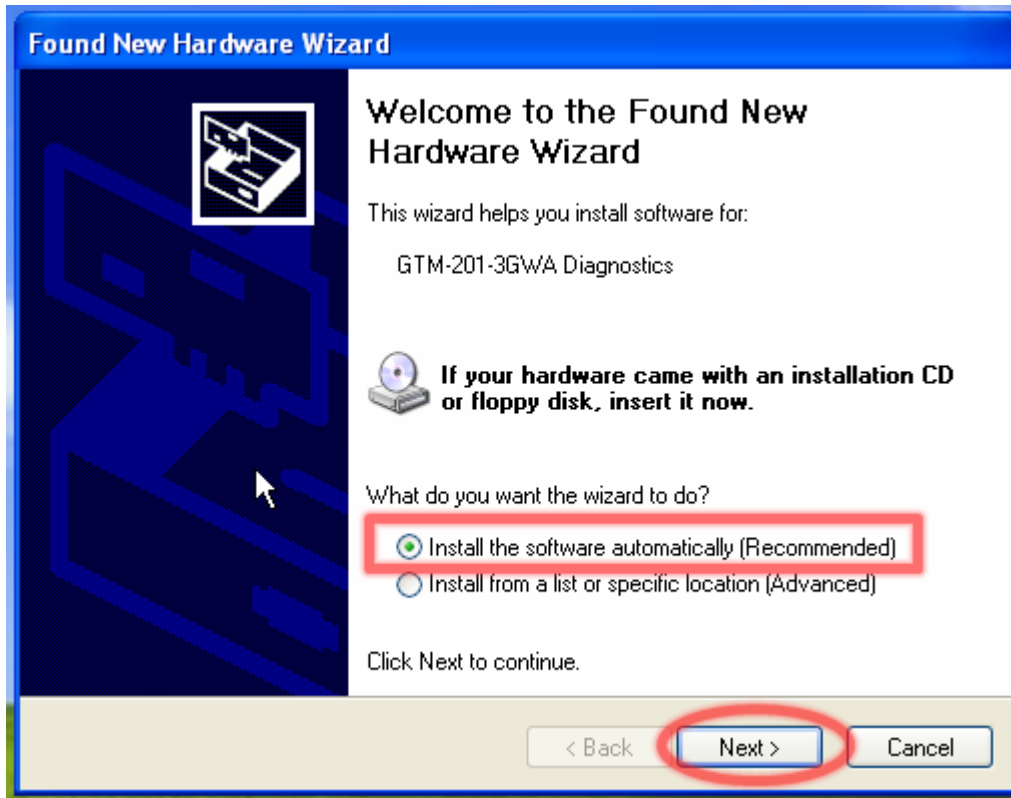 Found New Hardware Wizard
Welcome to the Found New
Hardware Wizard
This wizard helps you install software for:
GTM-201-3GWA Diagnostics
If your hardware came with an installation CD
or floppy disk, insert it now.
What do you want the wizard to do?
Install the software automatically (Recommended)
Install from a list or specific location (Advanced)
Click Next to continue.
< Back Next > Cancel